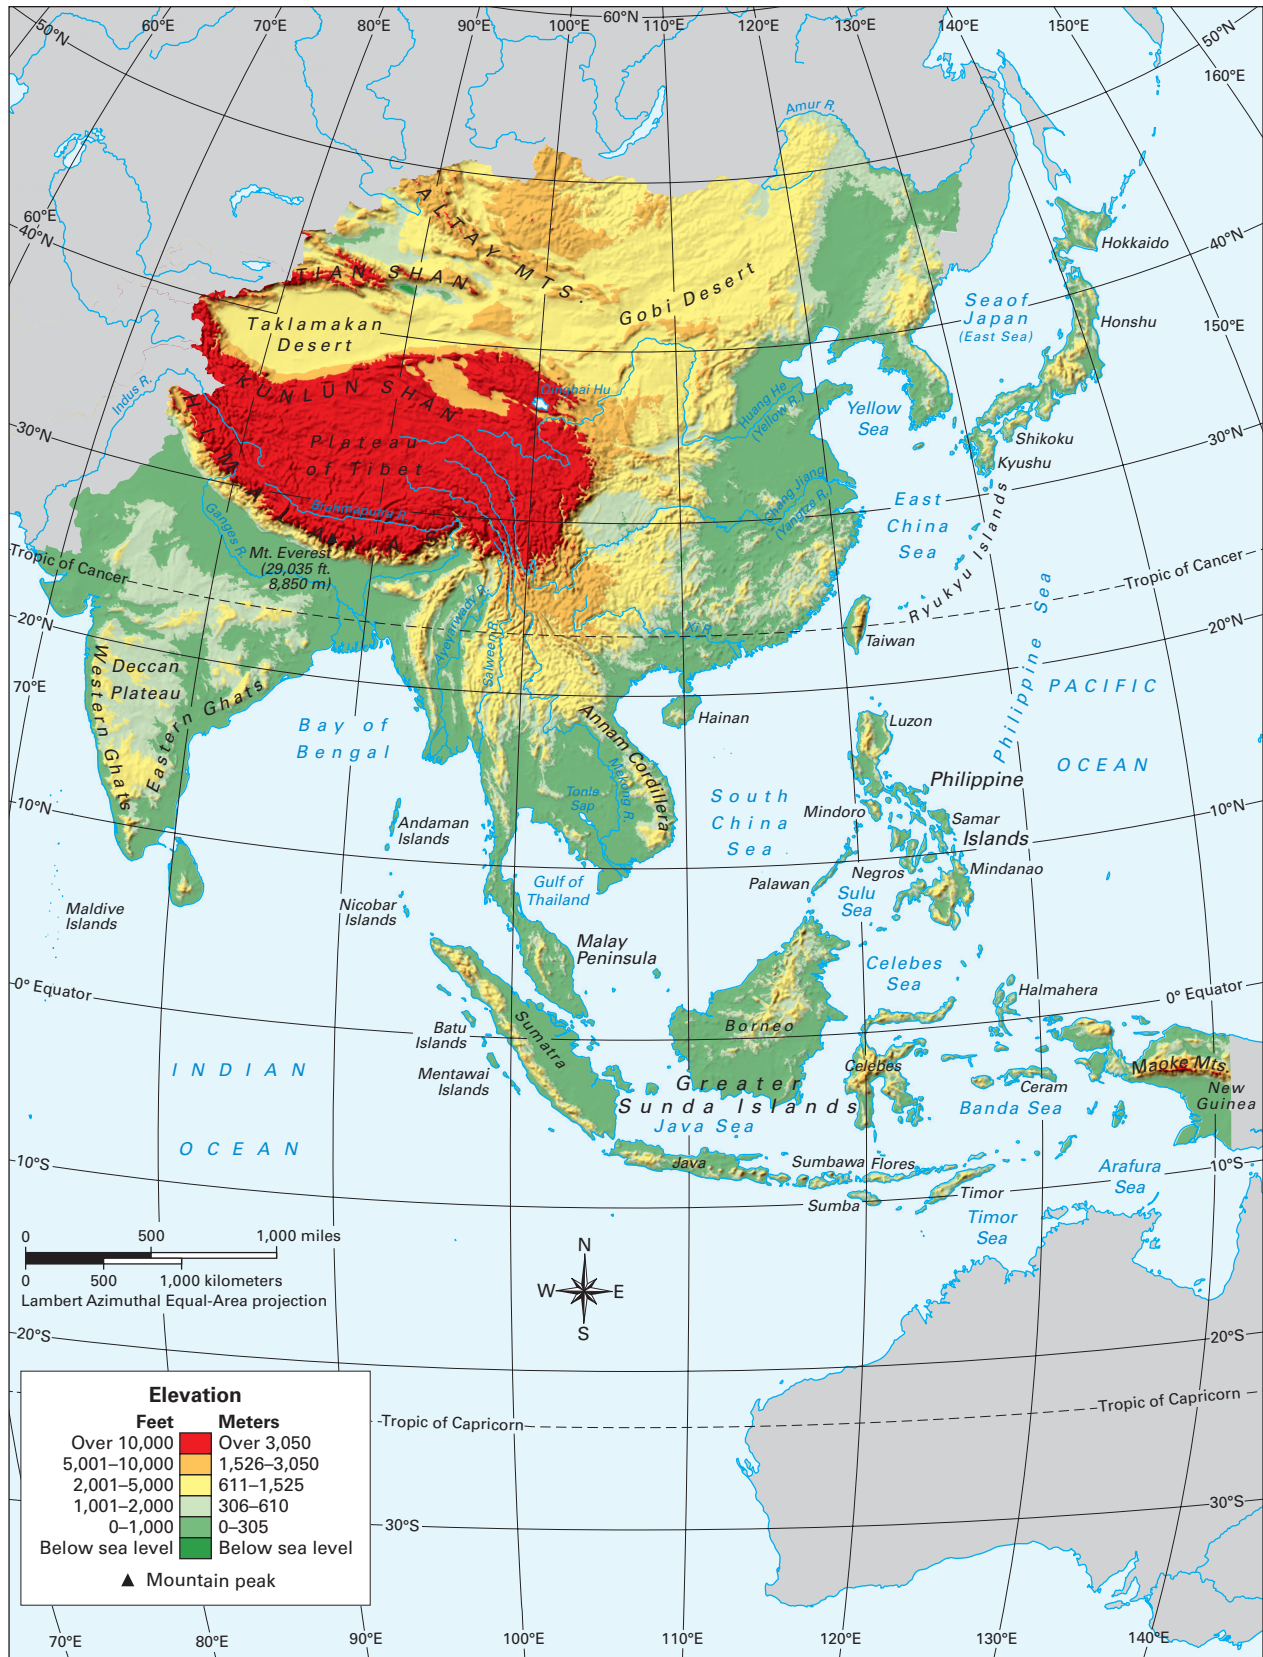 60°N
50°N
60°E
70°E
80°E
90°E
100°E
110°E
120°E
130°E
140°E
150°E
50°N
160°E
Amur R.
60°E
40°N
ALTAY MTS.
Hokkaido
40°N
TIAN SHAN
Gobi Desert
Sea of
Japan
(East Sea)
Honshu
150°E
Taklamakan
Desert
Indus R.
KUNLUN SHAN
Qinghai Hu
Huang He
(Yellow R.)
Yellow
Sea
30°N
HIMALAYAS
Plateau
of Tibet
Shikoku
Kyushu
30°N
Chang Jiang
(Yangtze R.)
East
China
Sea
Ganges R.
Brahmaputra R.
Mt. Everest
(29,035 ft.
8,850 m)
Ryukyu Islands
Tropic of Cancer
Tropic of Cancer
20°N
Ayeyarwady R.
Salween R.
Xi R.
Taiwan
20°N
Philippine Sea
70°E
Deccan
Plateau
Western Ghats
Eastern Ghats
Bay of
Bengal
Hainan
Luzon
PACIFIC
OCEAN
Annam Cordillera
Mekong R.
Tonle
Sap
South
China
Sea
Philippine
Islands
Mindoro
Samar
10°N
10°N
Andaman
Islands
Negros
Mindanao
Palawan
Sulu
Sea
Gulf of
Thailand
Maldive
Islands
Nicobar
Islands
Malay
Peninsula
Celebes
Sea
0° Equator
Halmahera
0° Equator
Batu
Islands
Sumatra
Borneo
Mentawai
Islands
Celebes
Ceram
Maoke Mts.
New
Guinea
INDIAN
OCEAN
Greater
Sunda Islands
Java Sea
Banda Sea
10°S
Java
Sumbawa
Flores
Arafura
Sea
10°S
Sumba
Timor
Timor
Sea
0
500
1,000 miles
0
500
1,000 kilometers
Lambert Azimuthal Equal-Area projection
N
W
E
S
20°S
20°S
Tropic of Capricorn
Tropic of Capricorn
Elevation
Feet Meters
Over 10,000 Over 3,050
5,001–10,000 1,526–3,050
2,001–5,000 611–1,525
1,001–2,000 306–610
0–1,000 0–305
Below sea level Below sea level
Mountain peak
30°S
30°S
70°E
80°E
90°E
100°E
110°E
120°E
130°E
140°E